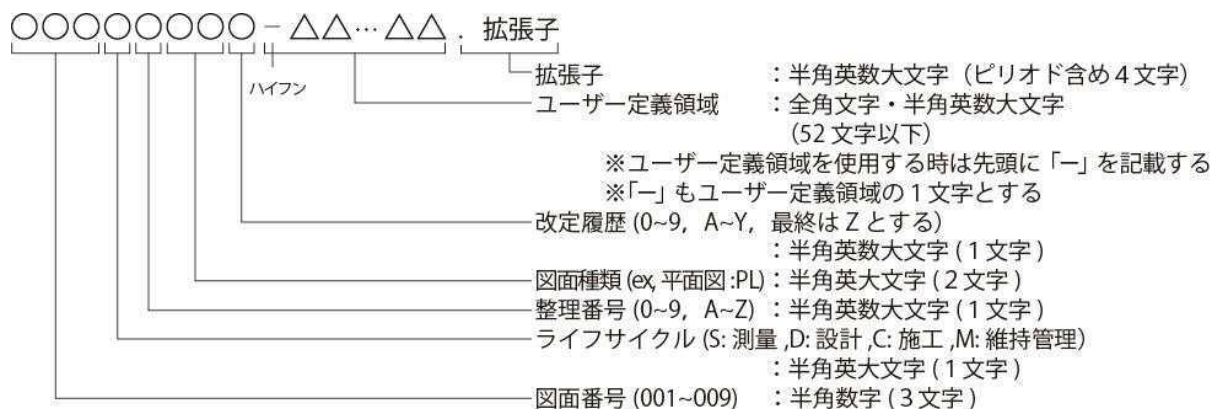 ○○○○○○○○－△△…△△．拡張子
ハイフン
拡張子 ：半角英数大文字（ピリオド含め４文字）
ユーザー定義領域 ：全角文字・半角英数大文字
（52 文字以下）
※ユーザー定義領域を使用する時は先頭に「ー」を記載する
※「ー」もユーザー定義領域の１文字とする
改定履歴 (0~9，A~Y，最終は Z とする）
：半角英数大文字 ( 1 文字 )
図面種類 (ex, 平面図 :PL)：半角英大文字 ( 2 文字 )
整理番号 (0~9，A~Z) ：半角英数大文字 ( 1 文字 )
ライフサイクル (S: 測量 ,D: 設計 ,C: 施工 ,M: 維持管理）
：半角英大文字 ( 1 文字 )
図面番号 (001~009) ：半角数字 ( 3 文字 )